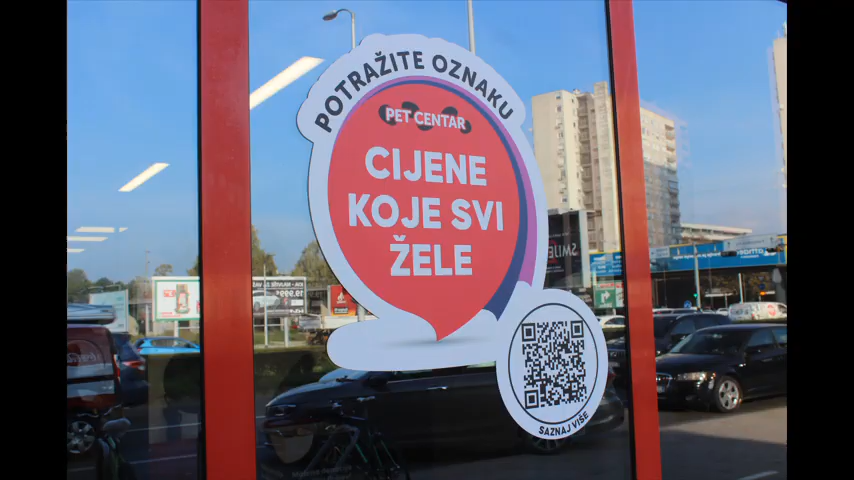 POTRAŽITE OZNAKU
PET CENTAR
CIJENE
KOJE SVI
ŽELE
SAZNAJ VIŠE